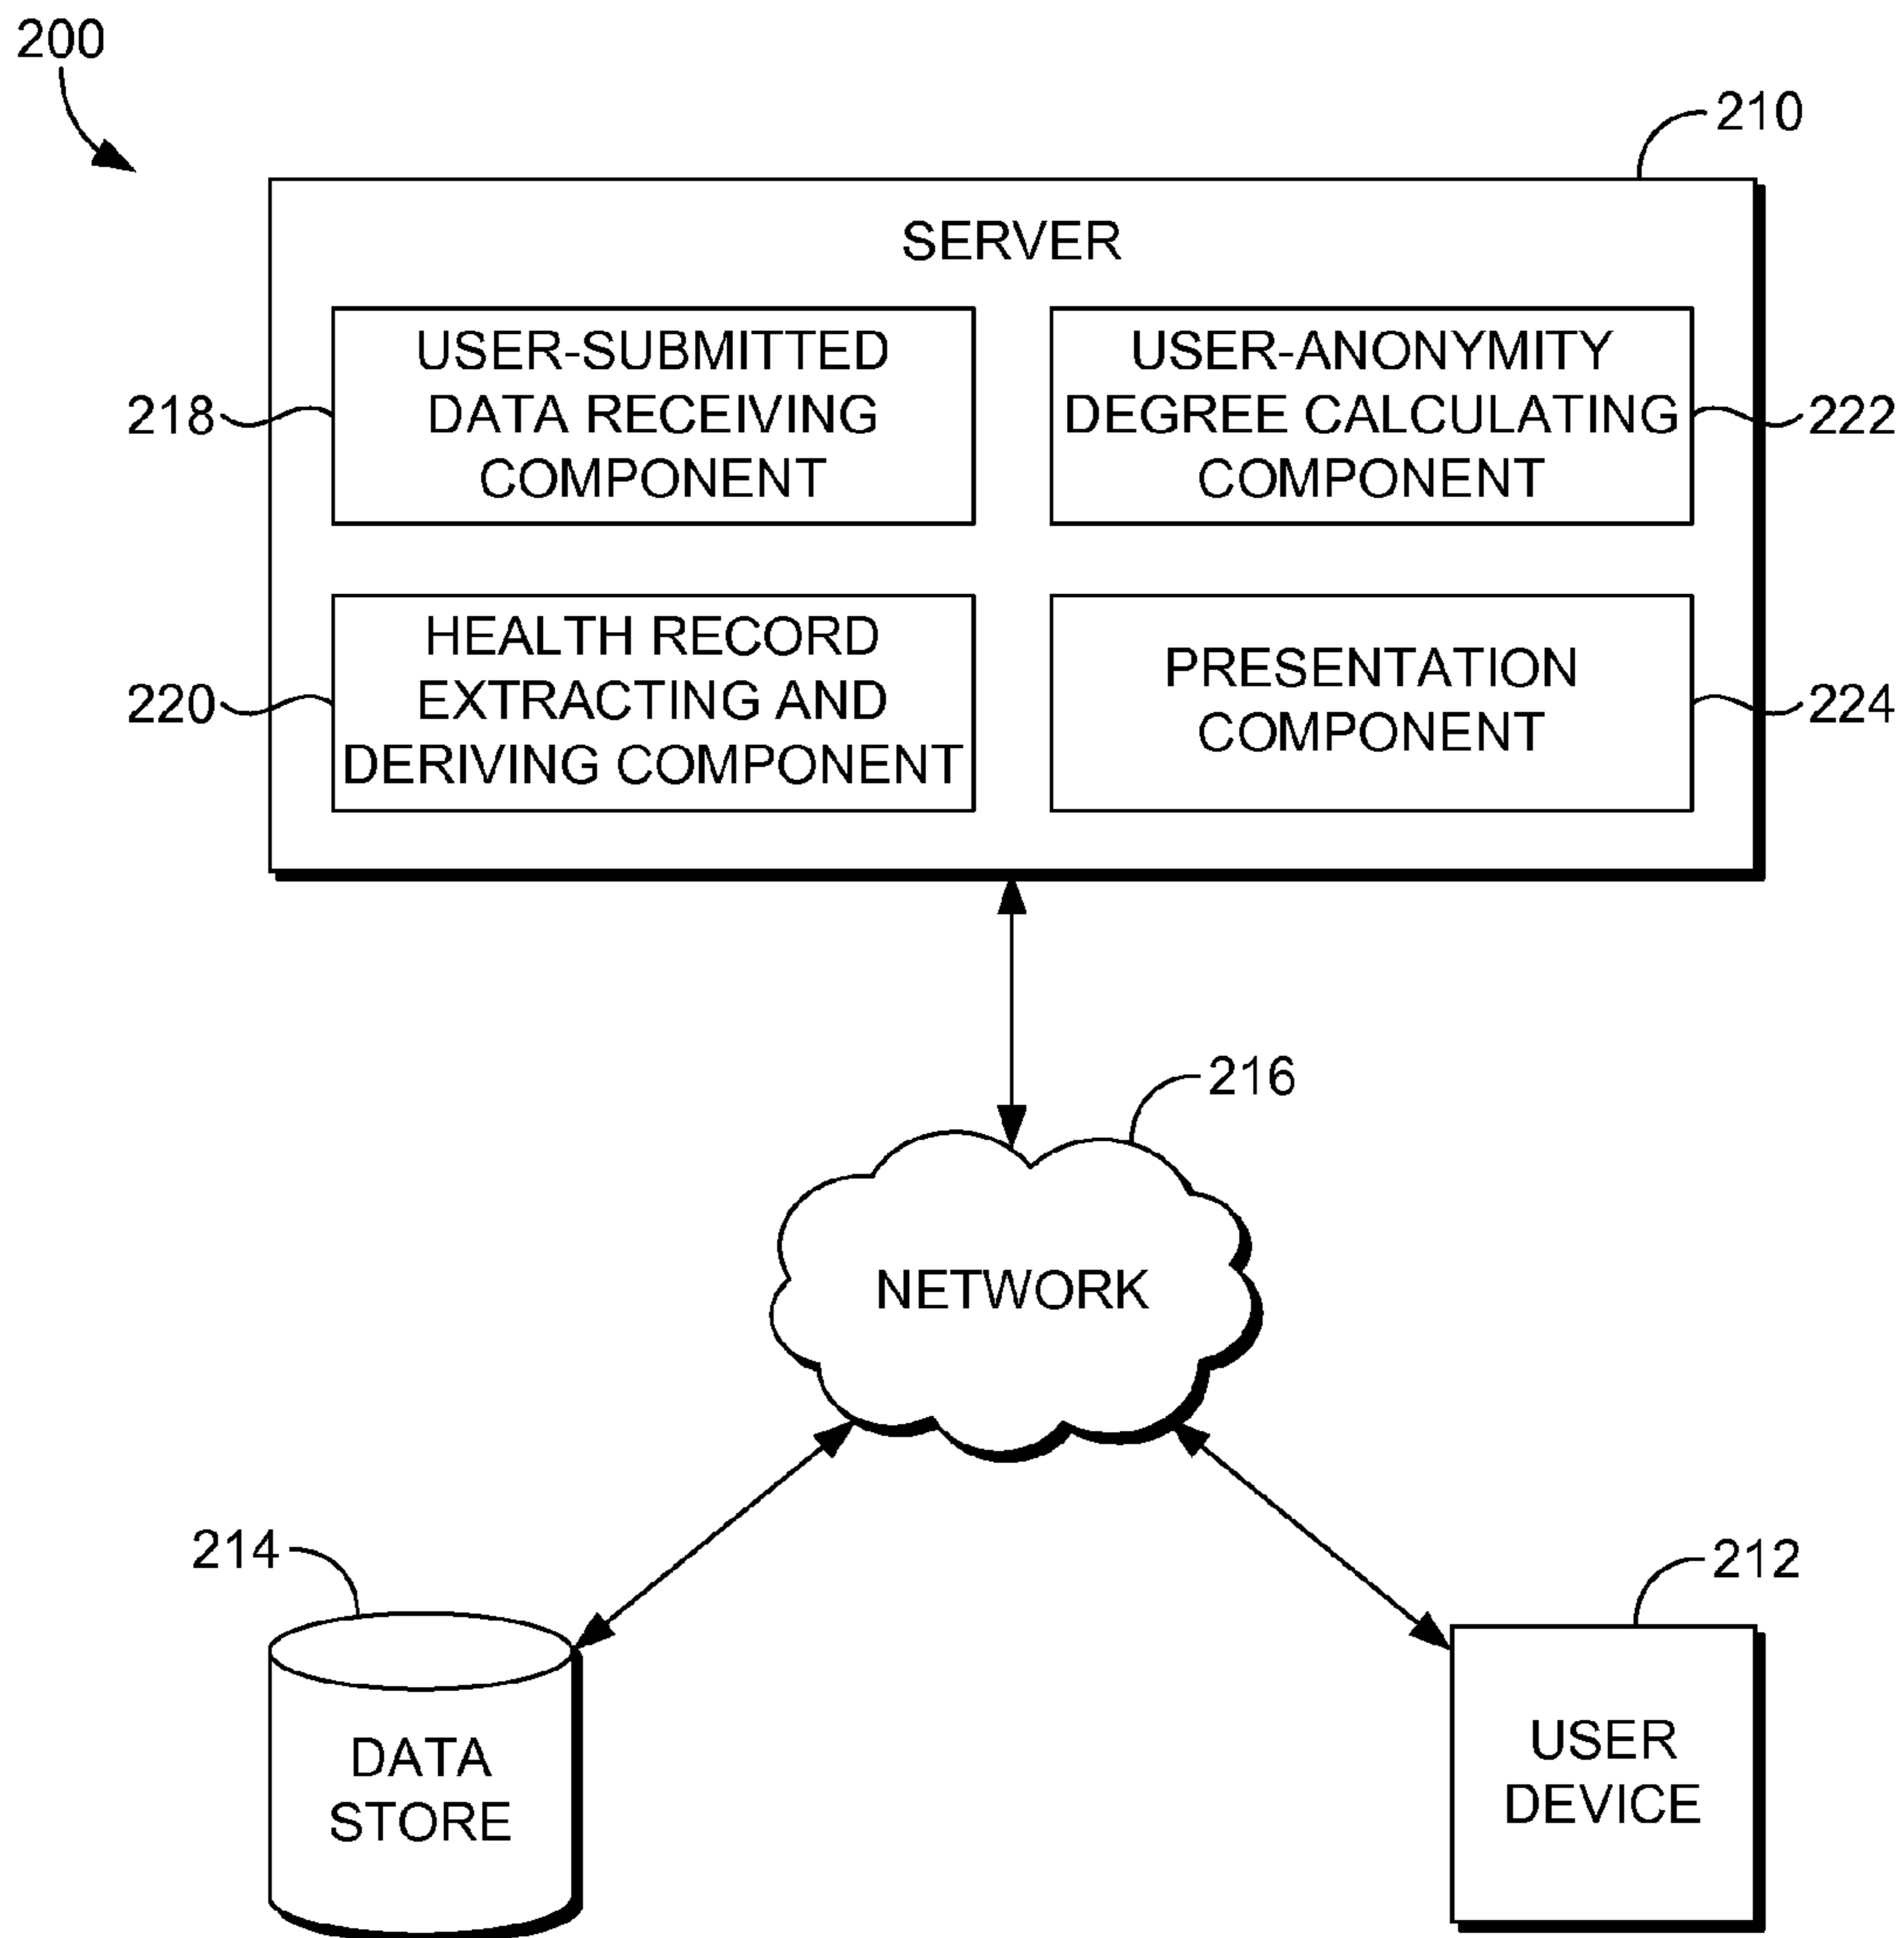 200
210
SERVER
USER-SUBMITTED
DATA RECEIVING
COMPONENT
218
USER-ANONYMITY
DEGREE CALCULATING
COMPONENT
222
HEALTH RECORD
EXTRACTING AND
DERIVING COMPONENT
220
PRESENTATION
COMPONENT
224
216
NETWORK
214
DATA
STORE
212
USER
DEVICE